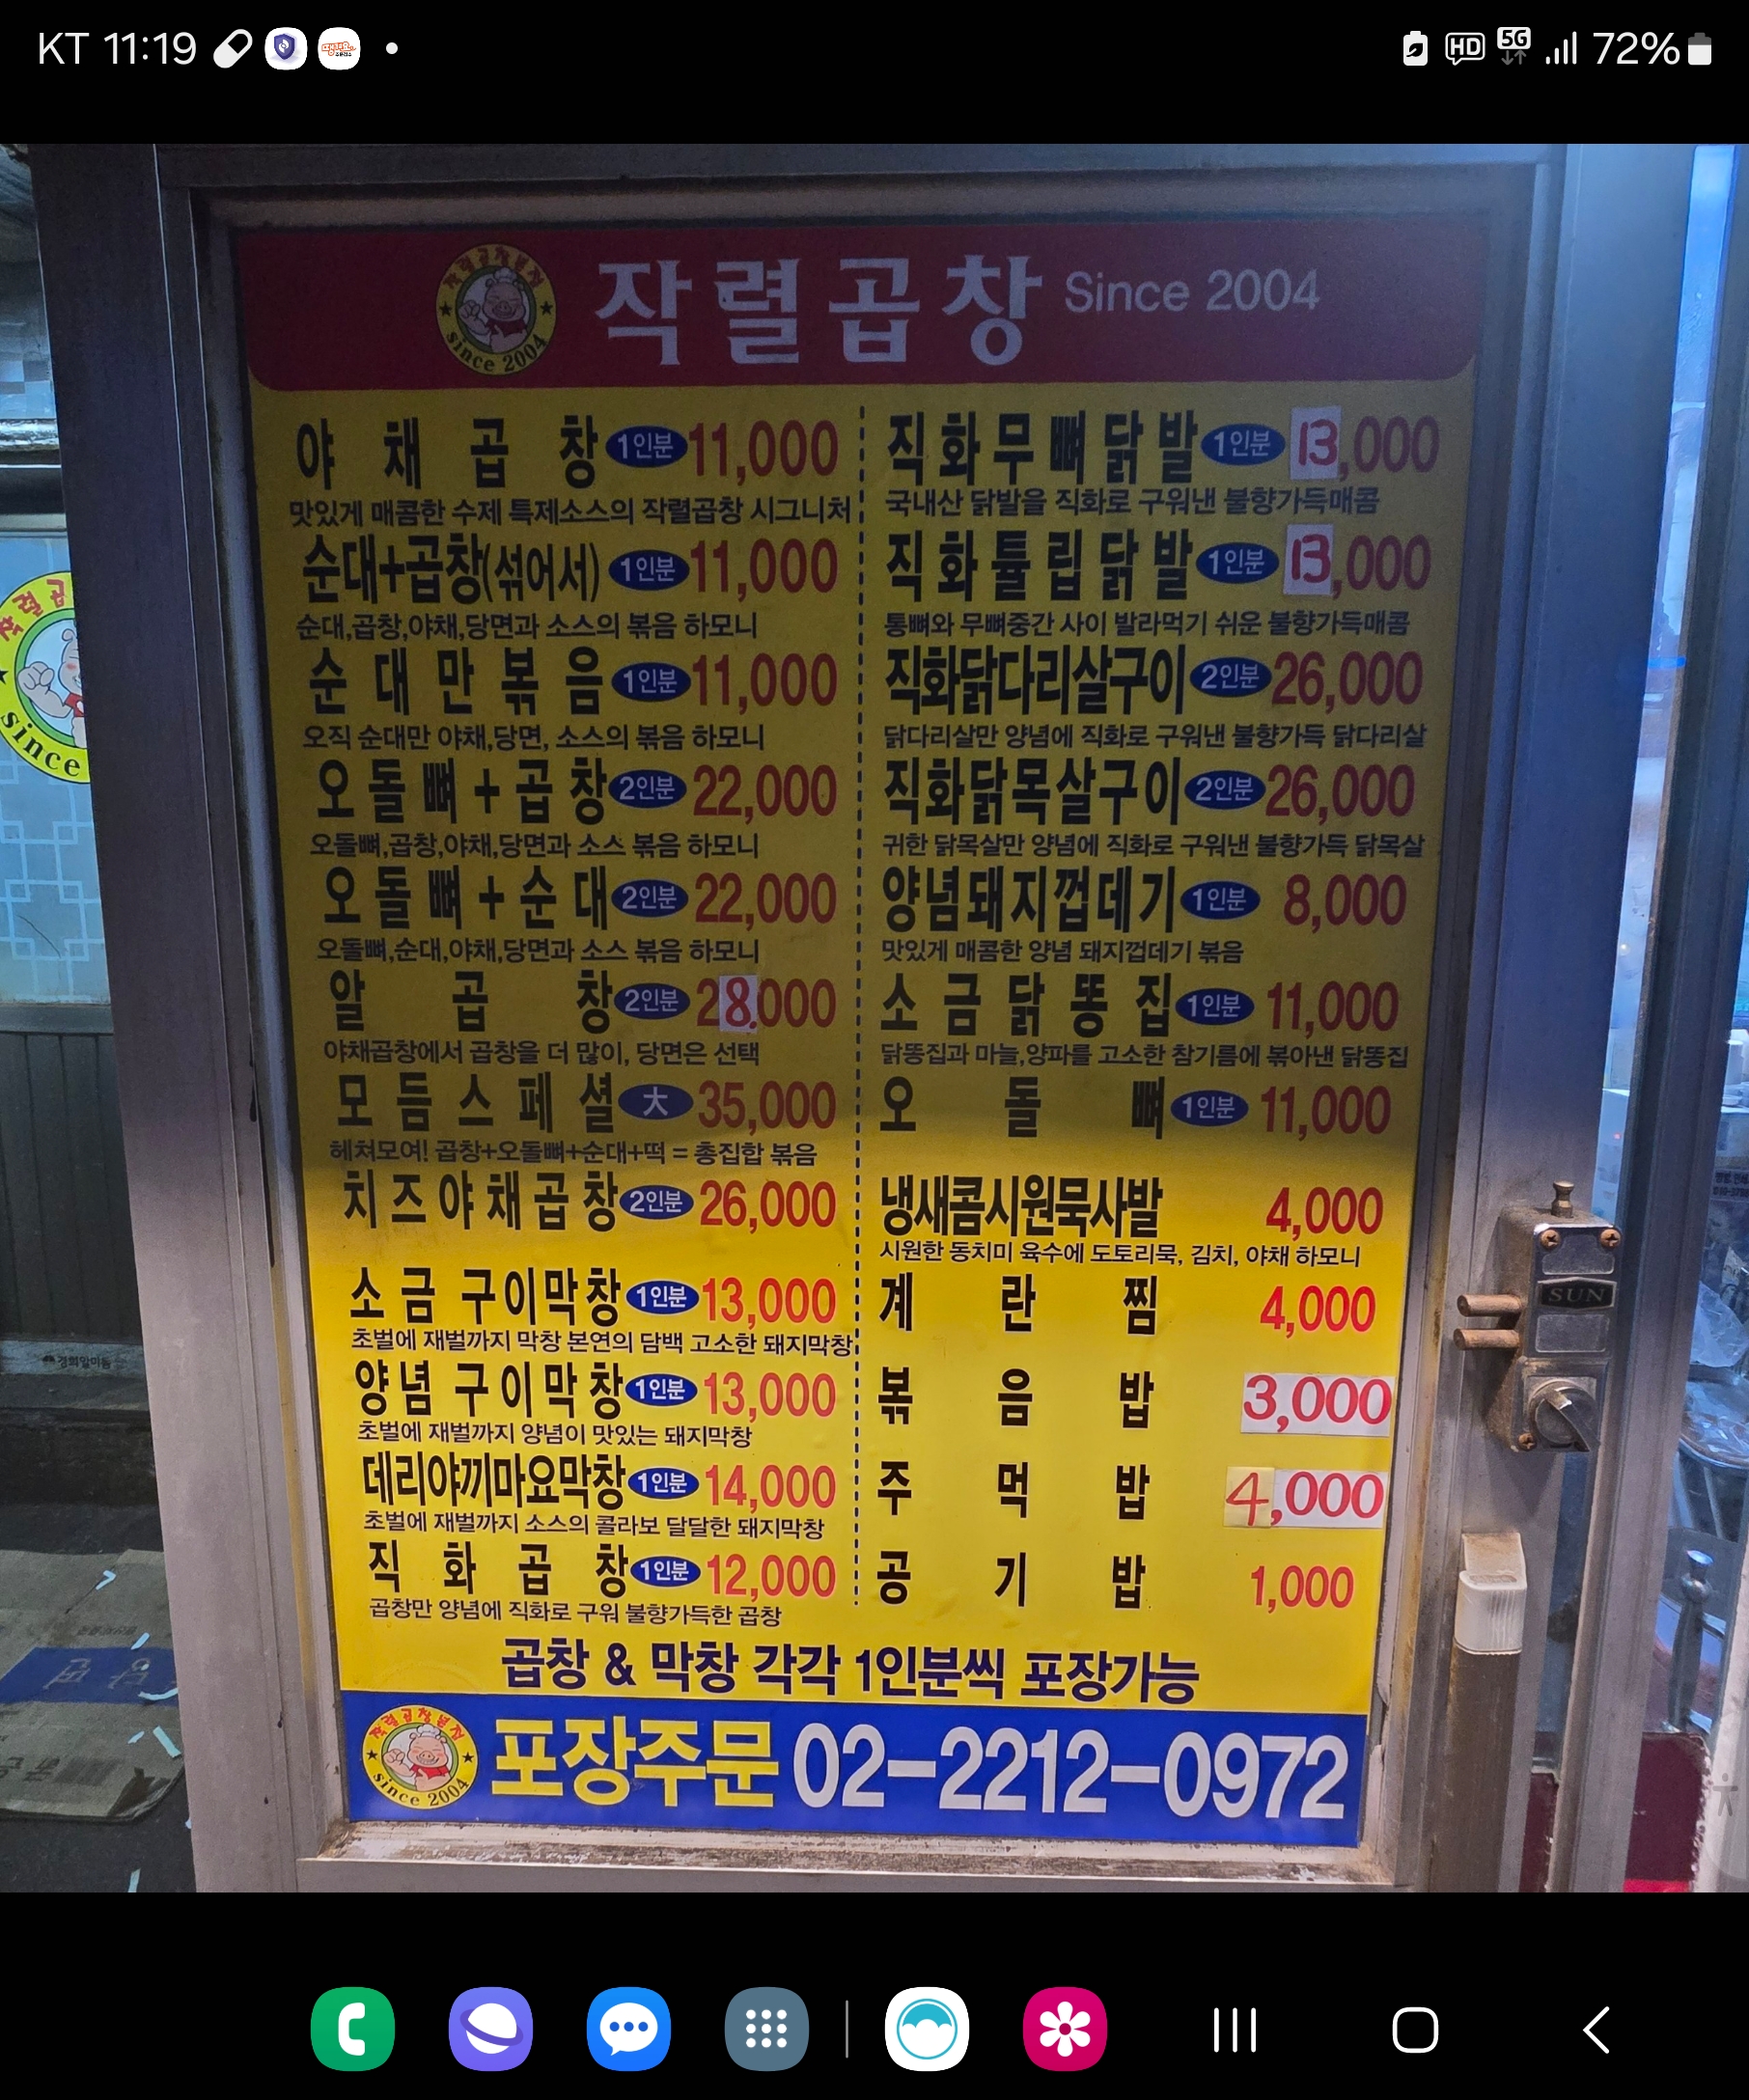 KT 11:19
HD 5G 72%
작렬곱창 Since 2004
since 2004
야채곱창 1인분 11,000
맛있게 매콤한 수제 특제소스의 작렬곱창 시그니처
순대+곱창(섞어서) 1인분 11,000
순대,곱창,야채,당면과 소스의 볶음 하모니
순대만볶음 1인분 11,000
오직 순대만 야채,당면, 소스의 볶음 하모니
오돌뼈+곱창 2인분 22,000
오돌뼈,곱창,야채,당면과 소스 볶음 하모니
오돌뼈+순대 2인분 22,000
오돌뼈,순대,야채,당면과 소스 볶음 하모니
알곱창 2인분 28,000
야채곱창에서 곱창을 더 많이, 당면은 선택
모듬스페셜 大 35,000
헤쳐모여! 곱창+오돌뼈+순대+떡 = 총집합 볶음
치즈야채곱창 2인분 26,000
소금 구이막창 1인분 13,000
초벌에 재벌까지 막창 본연의 담백 고소한 돼지막창
양념 구이막창 1인분 13,000
초벌에 재벌까지 양념이 맛있는 돼지막창
데리야끼마요막창 1인분 14,000
초벌에 재벌까지 소스의 콜라보 달달한 돼지막창
직화곱창 1인분 12,000
곱창만 양념에 직화로 구워 불향가득한 곱창
직화무뼈닭발 1인분 13,000
국내산 닭발을 직화로 구워낸 불향가득매콤
직화튤립닭발 1인분 13,000
통뼈와 무뼈중간 사이 발라먹기 쉬운 불향가득매콤
직화닭다리살구이 2인분 26,000
닭다리살만 양념에 직화로 구워낸 불향가득 닭다리살
직화닭목살구이 2인분 26,000
귀한 닭목살만 양념에 직화로 구워낸 불향가득 닭목살
양념돼지껍데기 1인분 8,000
맛있게 매콤한 양념 돼지껍데기 볶음
소금닭똥집 1인분 11,000
닭똥집과 마늘,양파를 고소한 참기름에 볶아낸 닭똥집
오돌뼈 1인분 11,000
냉새콤시원묵사발 4,000
시원한 동치미 육수에 도토리묵, 김치, 야채 하모니
계란찜 4,000
볶음밥 3,000
주먹밥 4,000
공기밥 1,000
곱창 & 막창 각각 1인분씩 포장가능
since 2004
포장주문 02-2212-0972
since
SUN